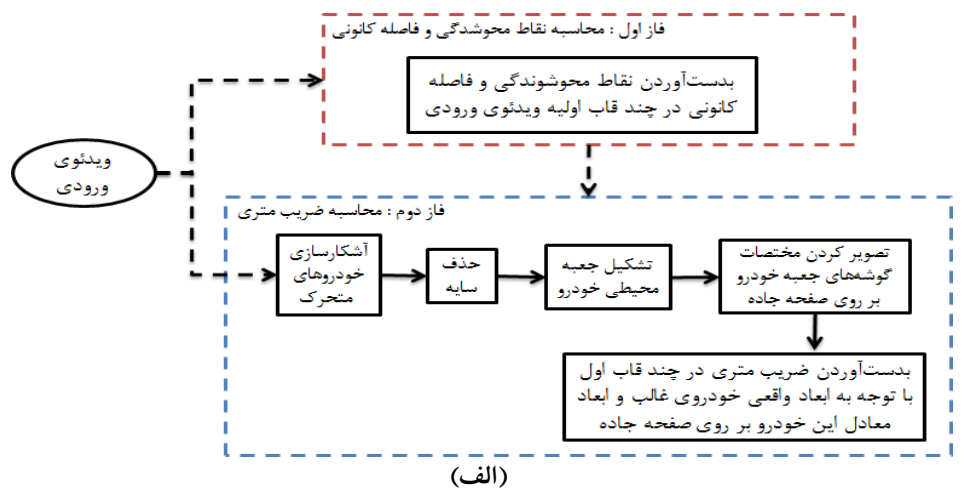 فاز اول : محاسبه نقاط محوشدگی و فاصله کانونی
بدست‌آوردن نقاط محوشوندگی و فاصله
کانونی در چند قاب اولیه ویدئوی ورودی
ویدئوی
ورودی
فاز دوم : محاسبه ضریب متری
آشکارسازی
خودروهای
متحرک
حذف
سایه
تشکیل جعبه
محیطی خودرو
تصویر کردن مختصات
گوشه‌های جعبه خودرو
بر روی صفحه جاده
بدست‌آوردن ضریب متری در چند قاب اول
با توجه به ابعاد واقعی خودروی غالب و ابعاد
معادل این خودرو بر روی صفحه جاده
(الف)